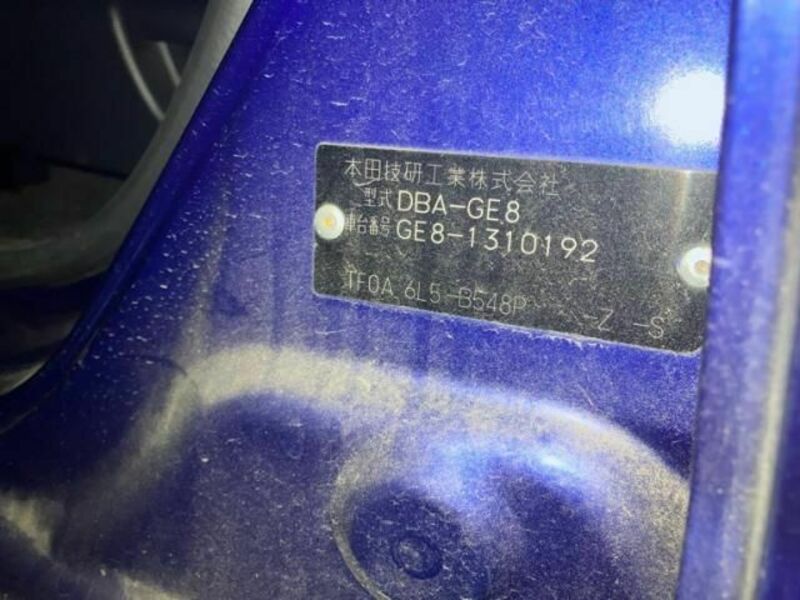 本田技研工業株式会社
型式 DBA-GE8
車台番号 GE8-1310192
TF0A 6L5-B548P -Z -S